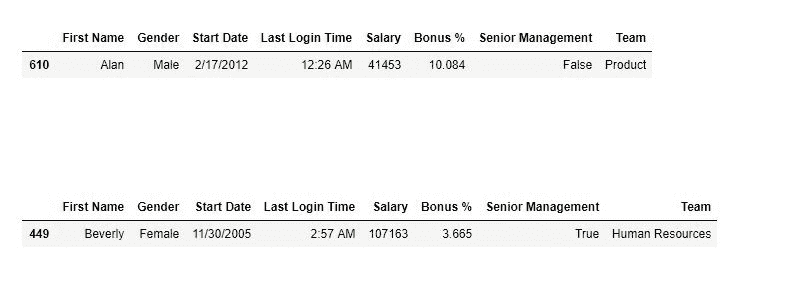 First Name Gender Start Date Last Login Time Salary Bonus % Senior Management Team
610 Alan Male 2/17/2012 12:26 AM 41453 10.084 False Product
First Name Gender Start Date Last Login Time Salary Bonus % Senior Management Team
449 Beverly Female 11/30/2005 2:57 AM 107163 3.665 True Human Resources